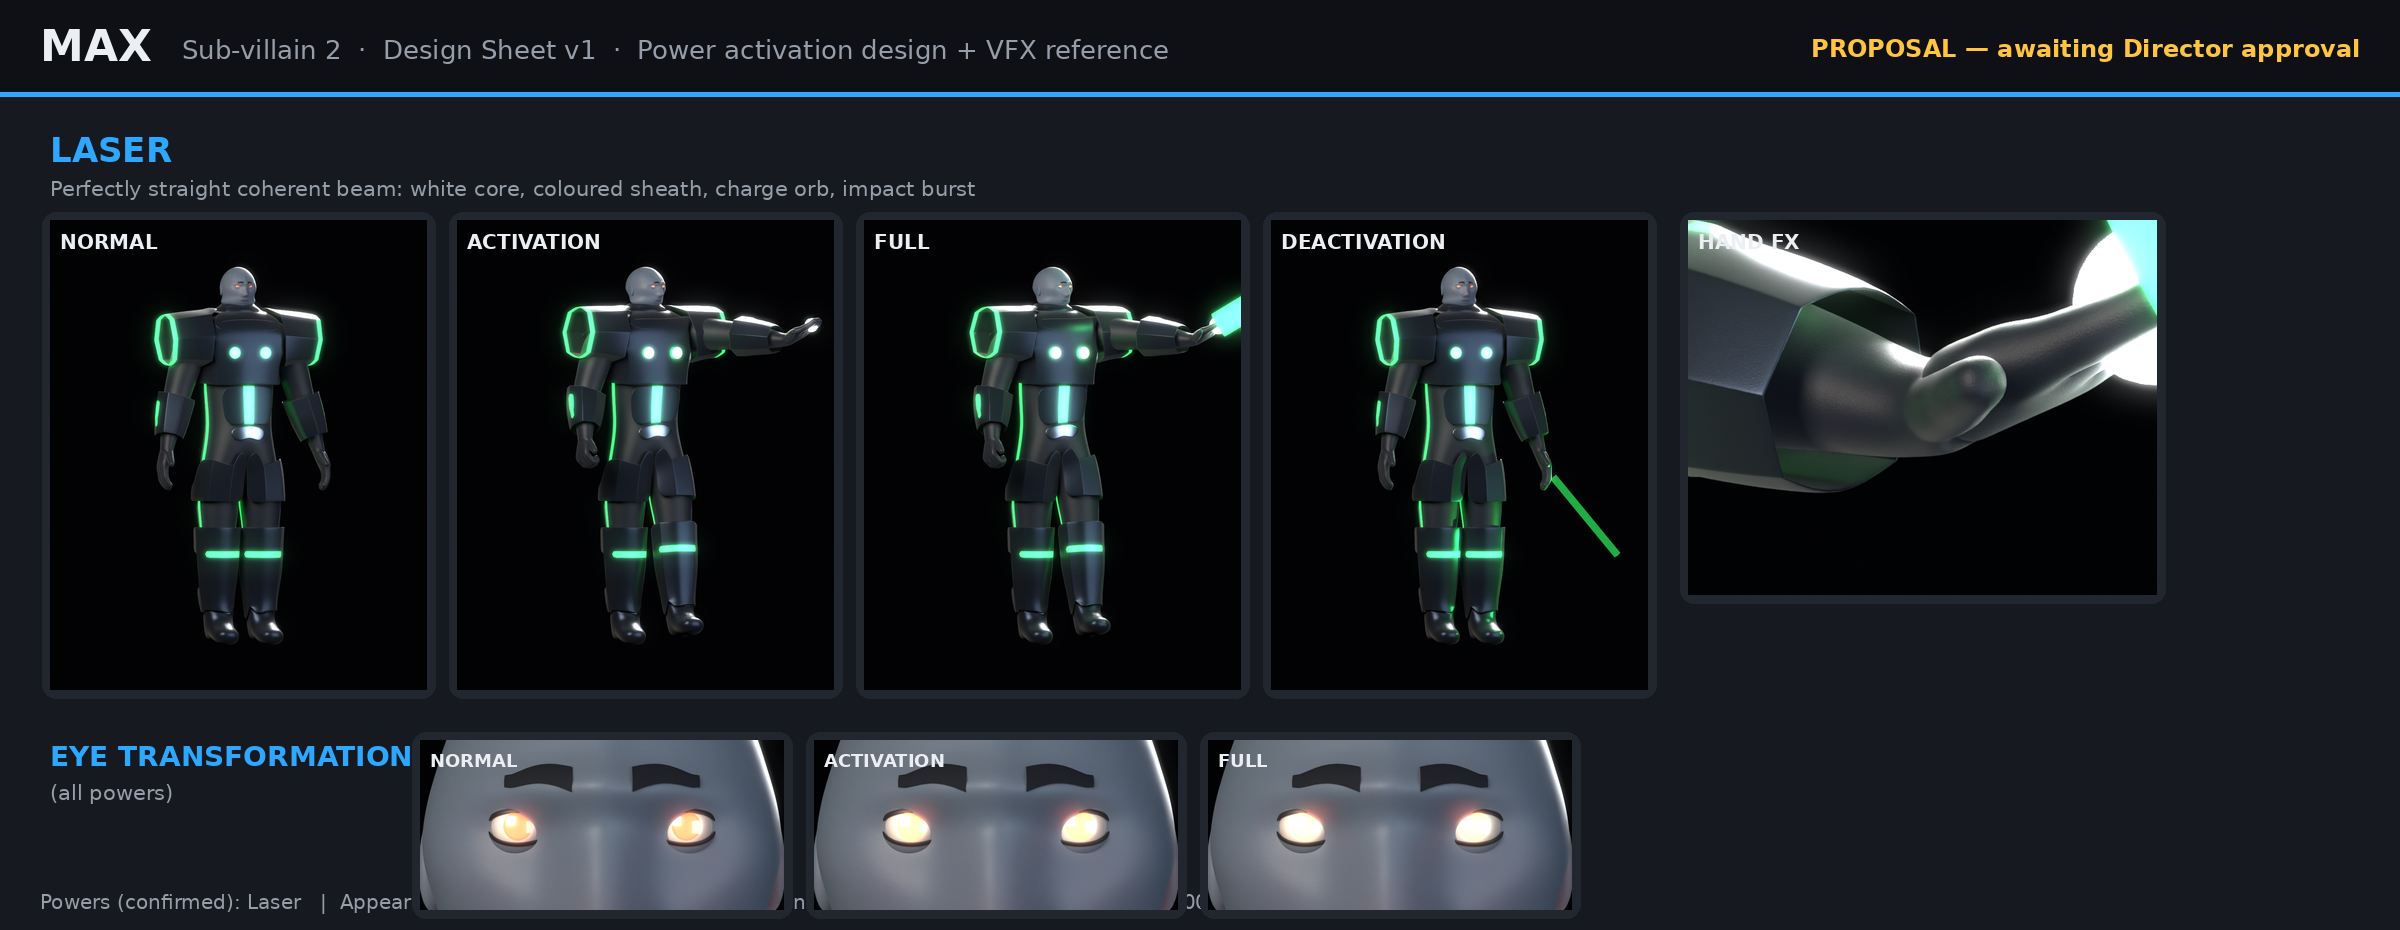 MAX Sub-villain 2 · Design Sheet v1 · Power activation design + VFX reference PROPOSAL — awaiting Director approval
LASER
Perfectly straight coherent beam: white core, coloured sheath, charge orb, impact burst
NORMAL ACTIVATION FULL DEACTIVATION HAND FX
EYE TRANSFORMATION NORMAL ACTIVATION FULL
(all powers)
Powers (confirmed): Laser | Appear